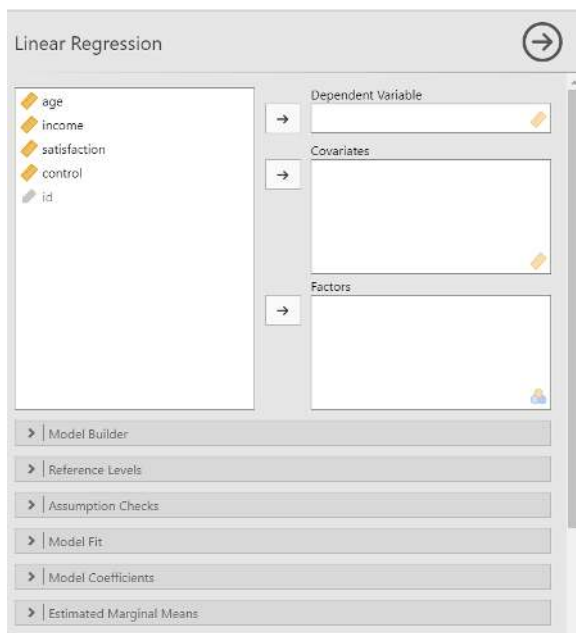 Linear Regression
age
income
satisfaction
control
id
Dependent Variable
Covariates
Factors
Model Builder
Reference Levels
Assumption Checks
Model Fit
Model Coefficients
Estimated Marginal Means